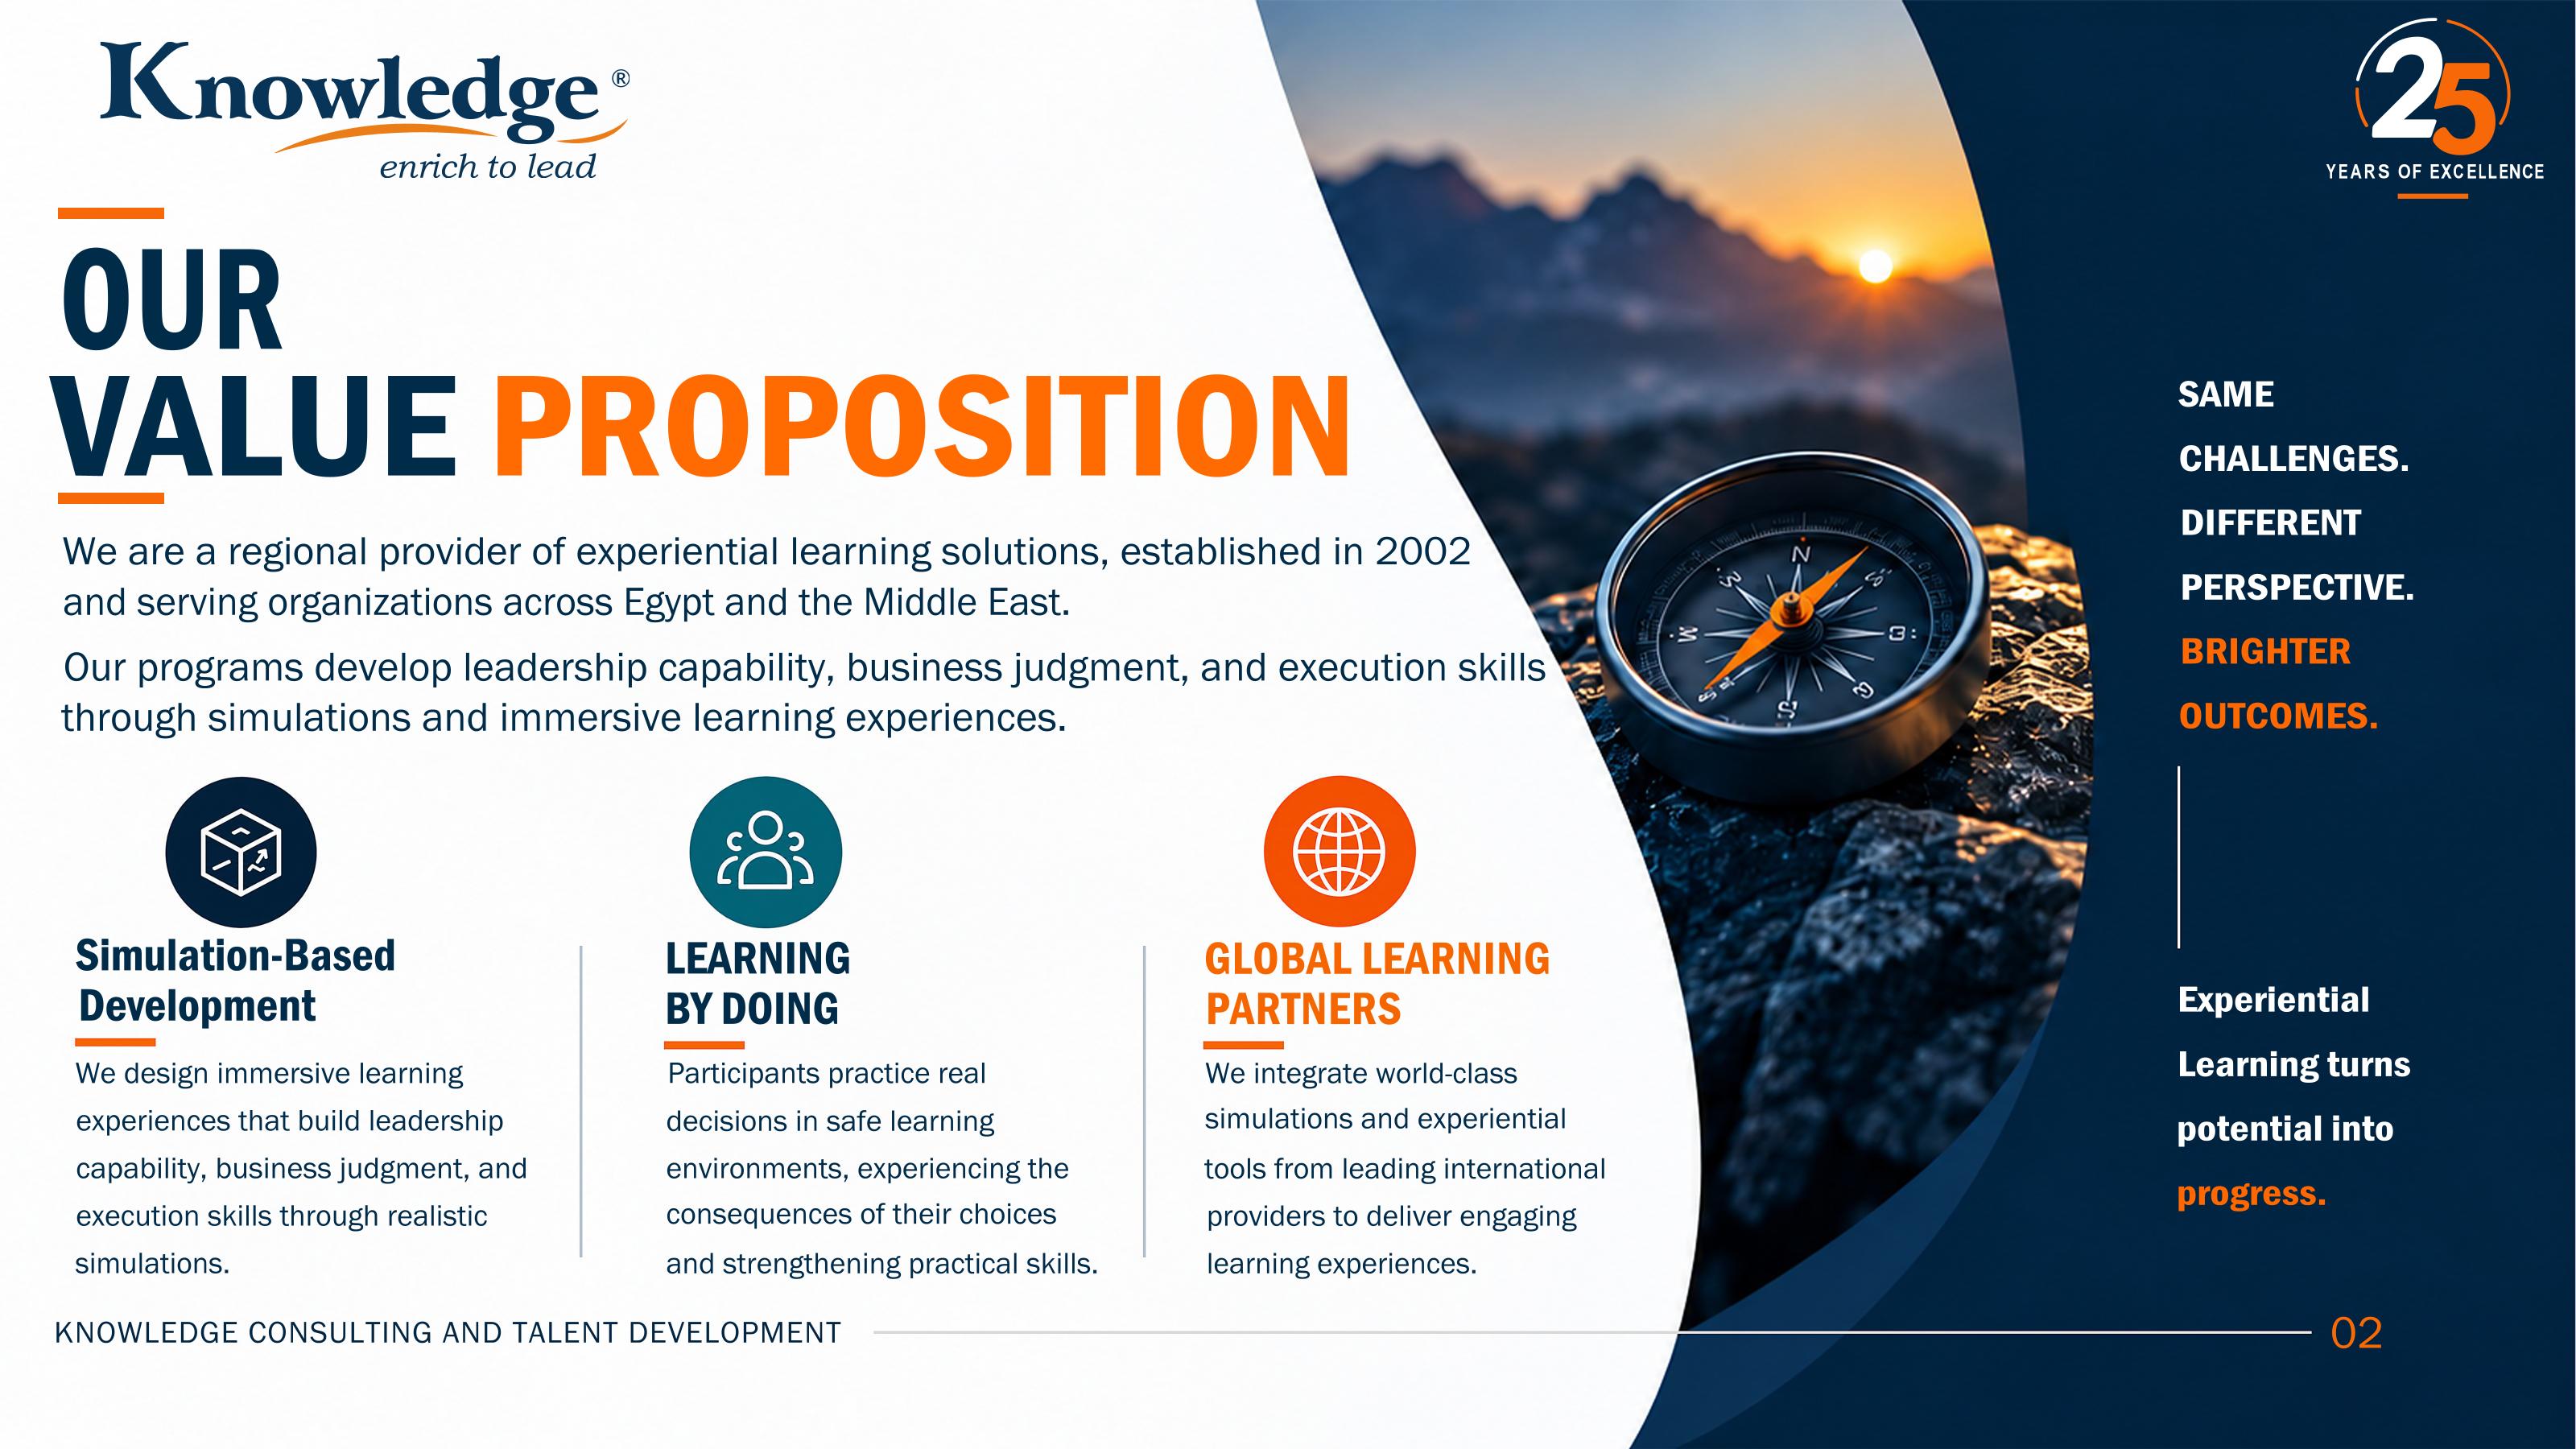 Knowledge®
enrich to lead
25
YEARS OF EXCELLENCE
OUR
VALUE PROPOSITION
We are a regional provider of experiential learning solutions, established in 2002
and serving organizations across Egypt and the Middle East.
Our programs develop leadership capability, business judgment, and execution skills
through simulations and immersive learning experiences.
Simulation-Based
Development
We design immersive learning
experiences that build leadership
capability, business judgment, and
execution skills through realistic
simulations.
LEARNING
BY DOING
Participants practice real
decisions in safe learning
environments, experiencing the
consequences of their choices
and strengthening practical skills.
GLOBAL LEARNING
PARTNERS
We integrate world-class
simulations and experiential
tools from leading international
providers to deliver engaging
learning experiences.
N
SAME
CHALLENGES.
DIFFERENT
PERSPECTIVE.
BRIGHTER
OUTCOMES.
Experiential
Learning turns
potential into
progress.
KNOWLEDGE CONSULTING AND TALENT DEVELOPMENT
02